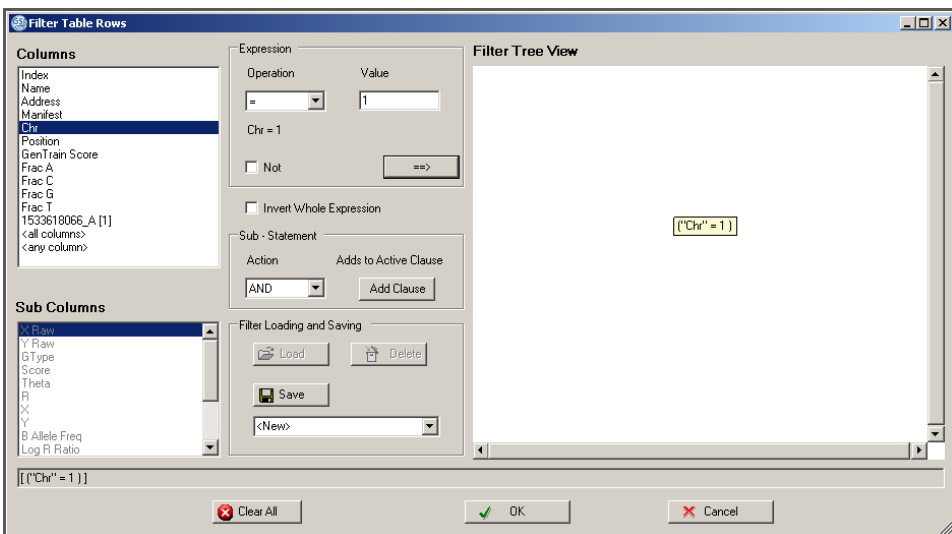 Filter Table Rows
Columns
Index
Name
Address
Manifest
Chr
Position
GenTrain Score
Frac A
Frac C
Frac G
Frac T
1533618066_A [1]
<all columns>
<any column>
Sub Columns
X Raw
Y Raw
GType
Score
Theta
R
X
Y
B Allele Freq
Log R Ratio
Expression
Operation Value
= 1
Chr = 1
Not ==>
Invert Whole Expression
Sub - Statement
Action Adds to Active Clause
AND Add Clause
Filter Loading and Saving
Load Delete
Save
<New>
Filter Tree View
("Chr" = 1 )
[ ("Chr" = 1 ) ]
Clear All OK Cancel